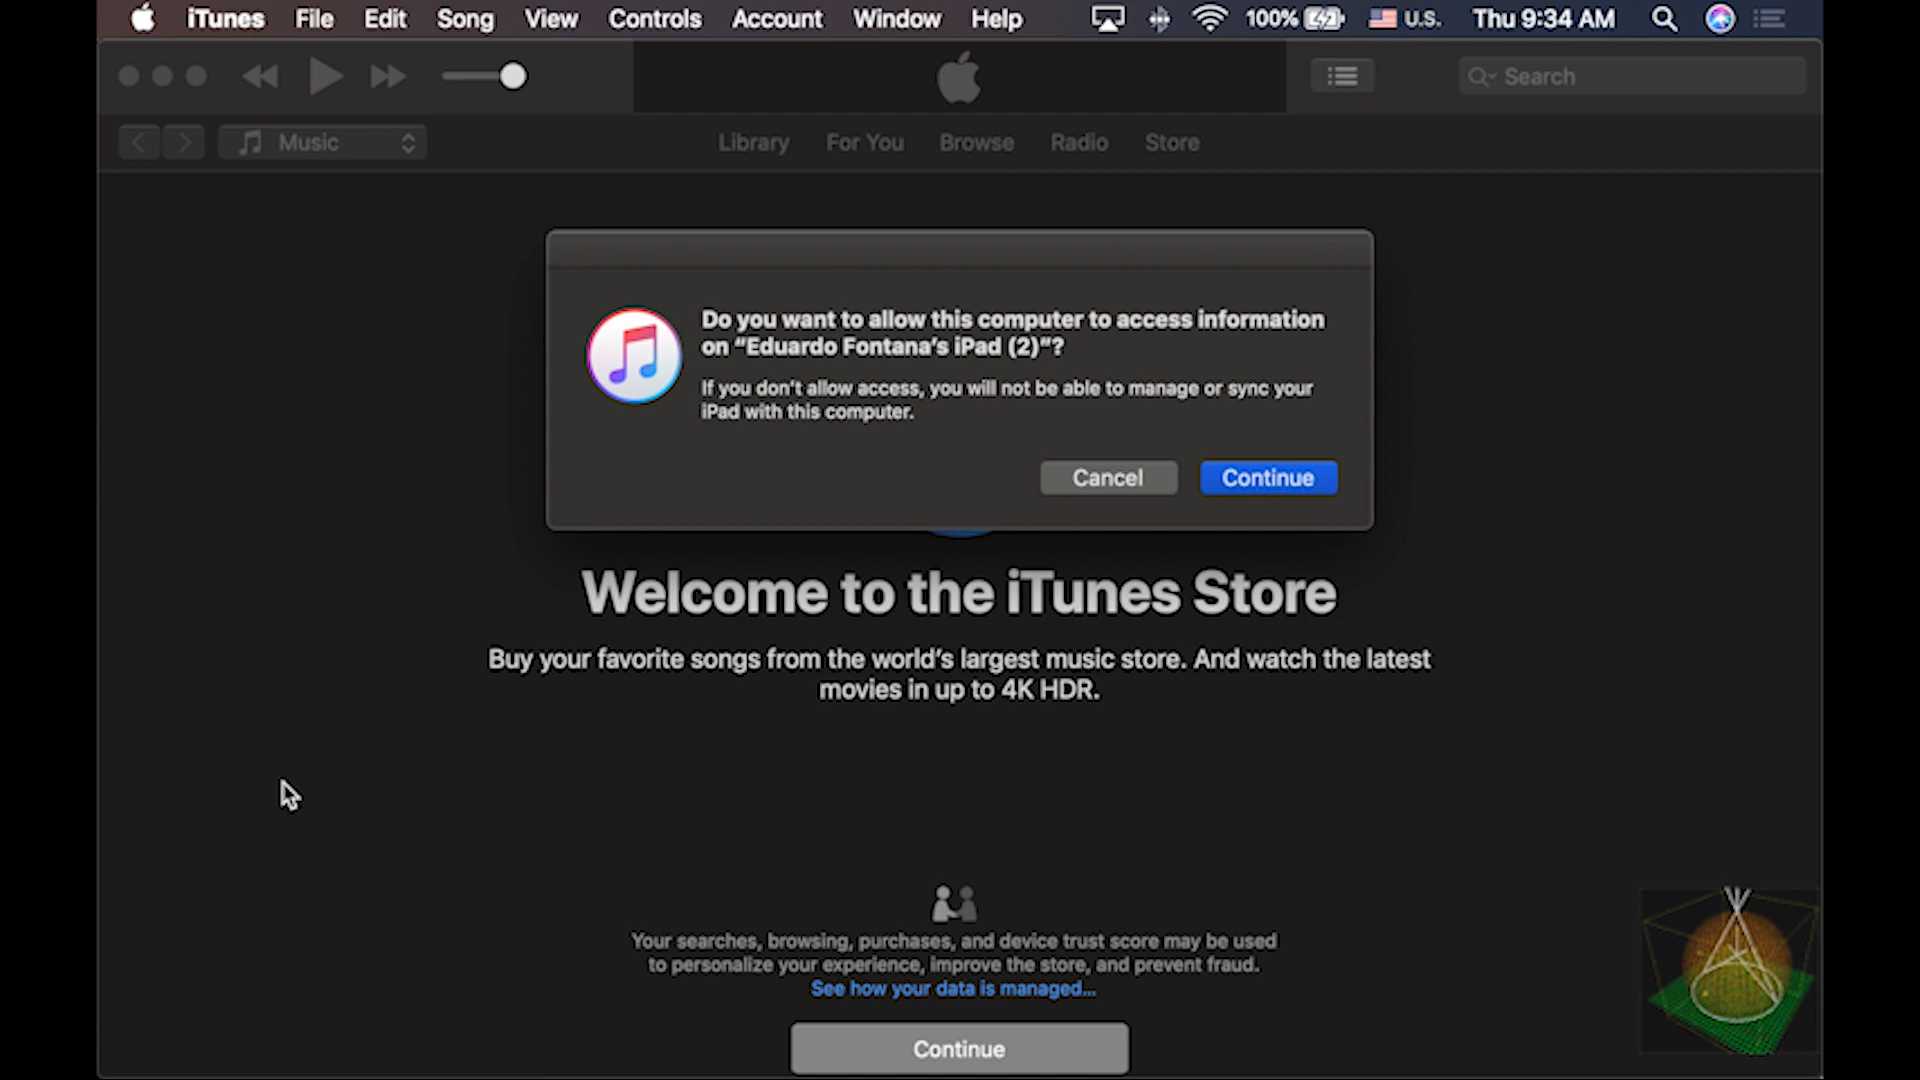 iTunes File Edit Song View Controls Account Window Help 100% U.S. Thu 9:34 AM
Search
Music Library For You Browse Radio Store
Do you want to allow this computer to access information
on “Eduardo Fontana’s iPad (2)”?
If you don’t allow access, you will not be able to manage or sync your
iPad with this computer.
Cancel Continue
Welcome to the iTunes Store
Buy your favorite songs from the world’s largest music store. And watch the latest
movies in up to 4K HDR.
Your searches, browsing, purchases, and device trust score may be used
to personalize your experience, improve the store, and prevent fraud.
See how your data is managed...
Continue